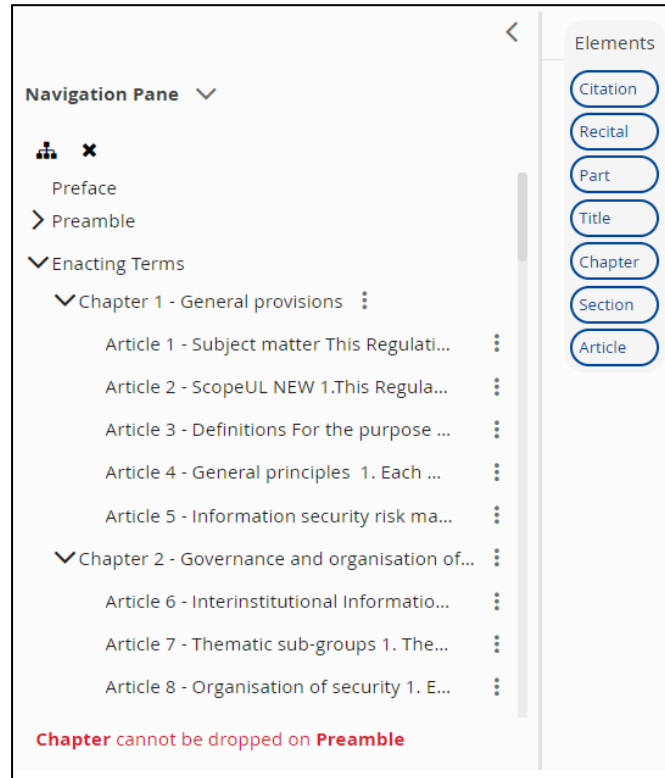 Navigation Pane
Preface
Preamble
Enacting Terms
Chapter 1 - General provisions
Article 1 - Subject matter This Regulati...
Article 2 - ScopeUL NEW 1.This Regula...
Article 3 - Definitions For the purpose ...
Article 4 - General principles  1. Each ...
Article 5 - Information security risk ma...
Chapter 2 - Governance and organisation of...
Article 6 - Interinstitutional Informatio...
Article 7 - Thematic sub-groups 1. The...
Article 8 - Organisation of security 1. E...
Chapter cannot be dropped on Preamble
Elements
Citation
Recital
Part
Title
Chapter
Section
Article